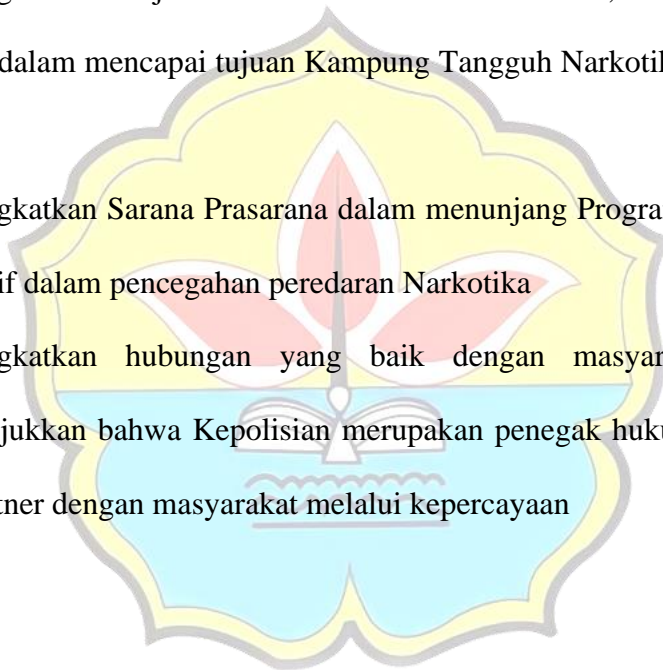 dalam mencapai tujuan Kampung Tangguh Narkotik
gkatkan Sarana Prasarana dalam menunjang Progra
if dalam pencegahan peredaran Narkotika
gkatkan hubungan yang baik dengan masyar
jukkan bahwa Kepolisian merupakan penegak huku
tner dengan masyarakat melalui kepercayaan